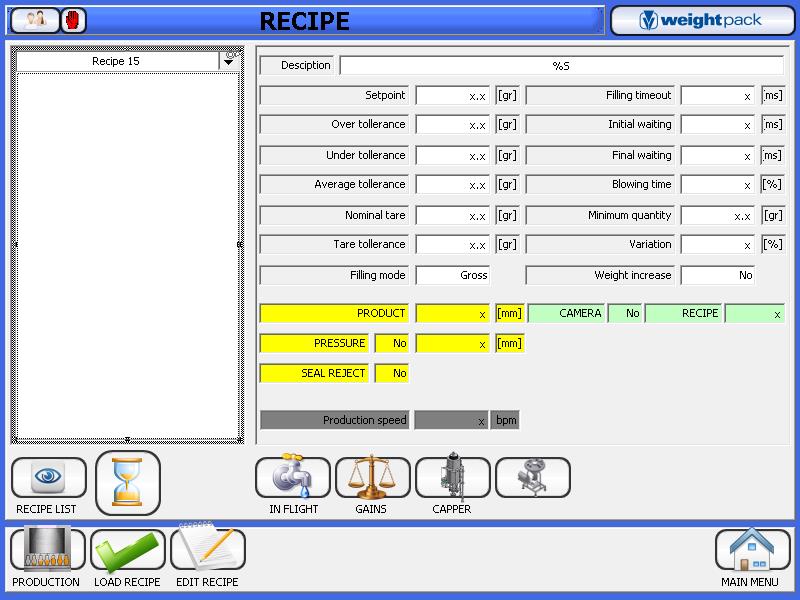 RECIPE
weightpack
Recipe 15
Desciption %S
Setpoint x.x [gr] Filling timeout x [ms]
Over tollerance x.x [gr] Initial waiting x [ms]
Under tollerance x.x [gr] Final waiting x [ms]
Average tollerance x.x [gr] Blowing time x [%]
Nominal tare x.x [gr] Minimum quantity x.x [gr]
Tare tollerance x.x [gr] Variation x [%]
Filling mode Gross Weight increase No
PRODUCT x [mm] CAMERA No RECIPE x
PRESSURE No x [mm]
SEAL REJECT No
Production speed x bpm
RECIPE LIST IN FLIGHT GAINS CAPPER
PRODUCTION LOAD RECIPE EDIT RECIPE MAIN MENU